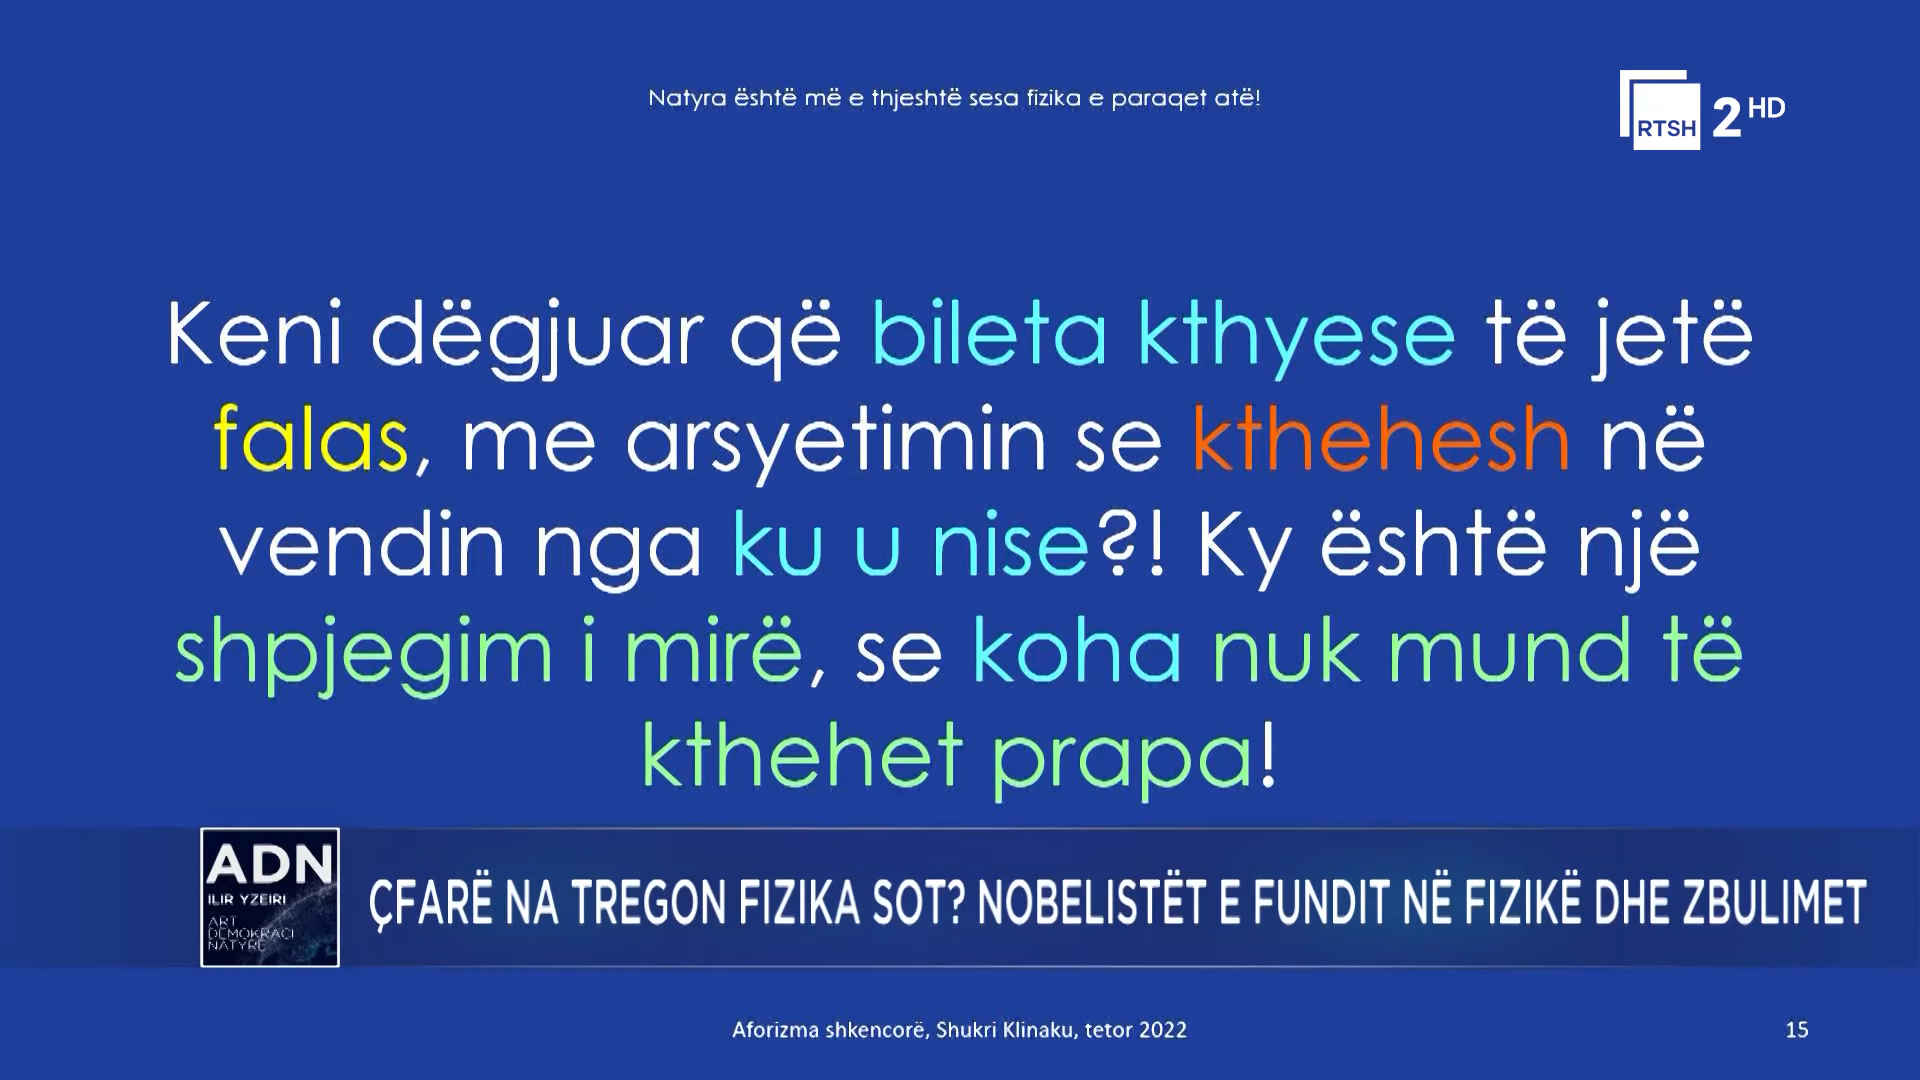 Natyra është më e thjeshtë sesa fizika e paraqet atë!
RTSH 2 HD
Keni dëgjuar që bileta kthyese të jetë
falas, me arsyetimin se kthehesh në
vendin nga ku u nise?! Ky është një
shpjegim i mirë, se koha nuk mund të
kthehet prapa!
ADN
ILIR YZEIRI
ART
DEMOKRACI
NATYRË
ÇFARË NA TREGON FIZIKA SOT? NOBELISTËT E FUNDIT NË FIZIKË DHE ZBULIMET
Aforizma shkencorë, Shukri Klinaku, tetor 2022
15